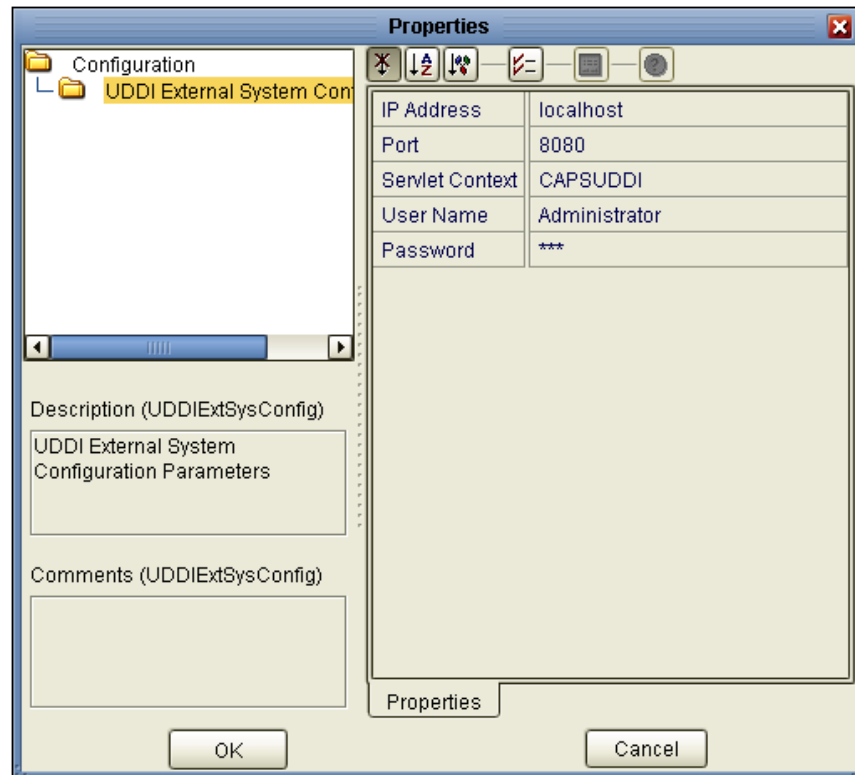 Properties
Configuration
UDDI External System Con
IP Address localhost
Port 8080
Servlet Context CAPSUDDI
User Name Administrator
Password ***
Description (UDDIExtSysConfig)
UDDI External System
Configuration Parameters
Comments (UDDIExtSysConfig)
Properties
OK Cancel